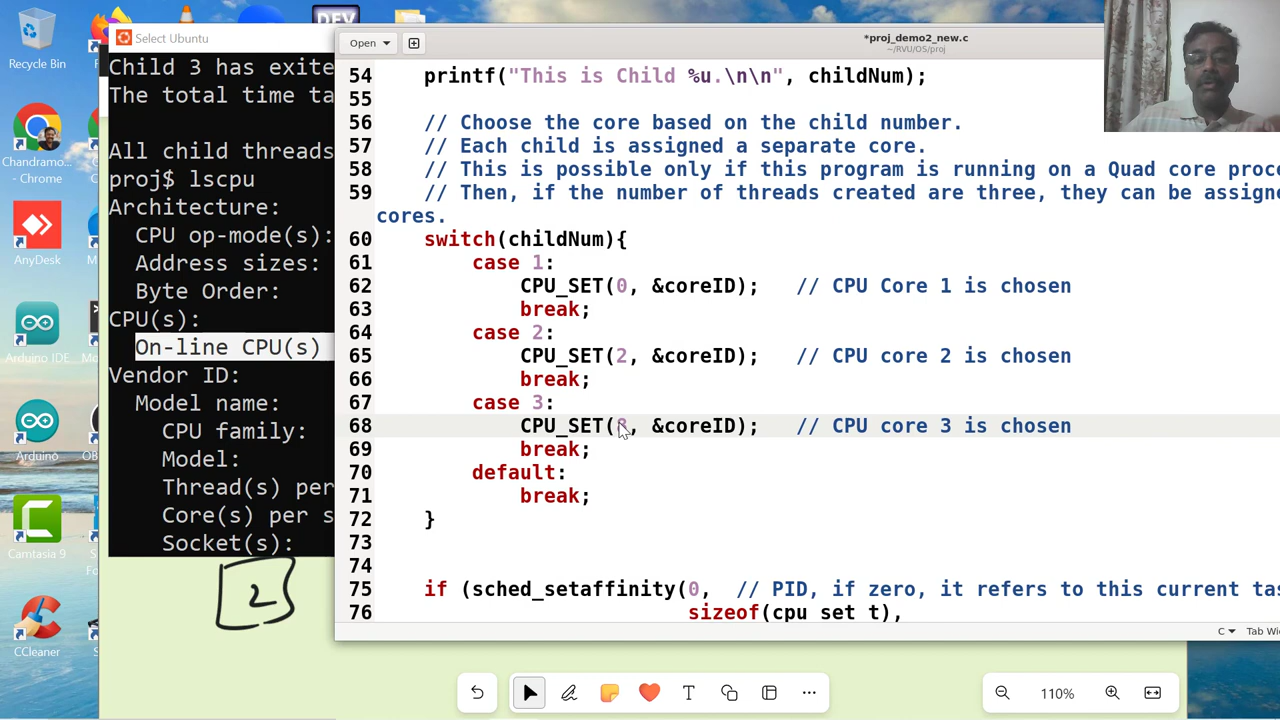 Recycle Bin
Chandramo...
- Chrome
AnyDesk
Arduino IDE
Arduino
Camtasia 9
CCleaner
DEV
Select Ubuntu
Child 3 has exite
The total time ta
All child threads
proj$ lscpu
Architecture:
CPU op-mode(s):
Address sizes:
Byte Order:
CPU(s):
On-line CPU(s)
Vendor ID:
Model name:
CPU family:
Model:
Thread(s) per
Core(s) per s
Socket(s):
2
Open
*proj_demo2_new.c
~/RVU/OS/proj
54 printf("This is Child %u.\n\n", childNum);
55
56 // Choose the core based on the child number.
57 // Each child is assigned a separate core.
58 // This is possible only if this program is running on a Quad core proce
59 // Then, if the number of threads created are three, they can be assigne
cores.
60 switch(childNum){
61 case 1:
62 CPU_SET(0, &coreID); // CPU Core 1 is chosen
63 break;
64 case 2:
65 CPU_SET(2, &coreID); // CPU core 2 is chosen
66 break;
67 case 3:
68 CPU_SET( , &coreID); // CPU core 3 is chosen
69 break;
70 default:
71 break;
72 }
73
74
75 if (sched_setaffinity(0, // PID, if zero, it refers to this current tas
76 sizeof(cpu set t),
C
Tab Wi
T
110%